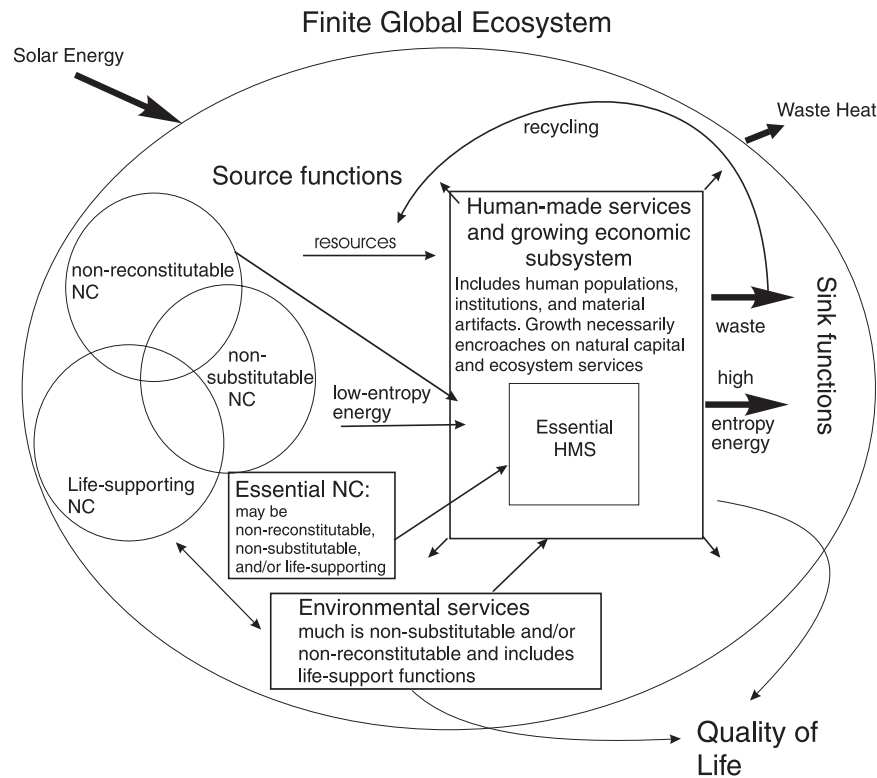 Finite Global Ecosystem
Solar Energy
Waste Heat
recycling
Source functions
Human-made services
and growing economic
subsystem
resources
Includes human populations,
institutions, and material
artifacts. Growth necessarily
encroaches on natural capital
and ecosystem services
non-reconstitutable
NC
non-
substitutable
NC
Life-supporting
NC
low-entropy
energy
Essential
HMS
waste
high
entropy
energy
Sink functions
Essential NC:
may be
non-reconstitutable,
non-substitutable,
and/or life-supporting
Environmental services
much is non-substitutable and/or
non-reconstitutable and includes
life-support functions
Quality of
Life